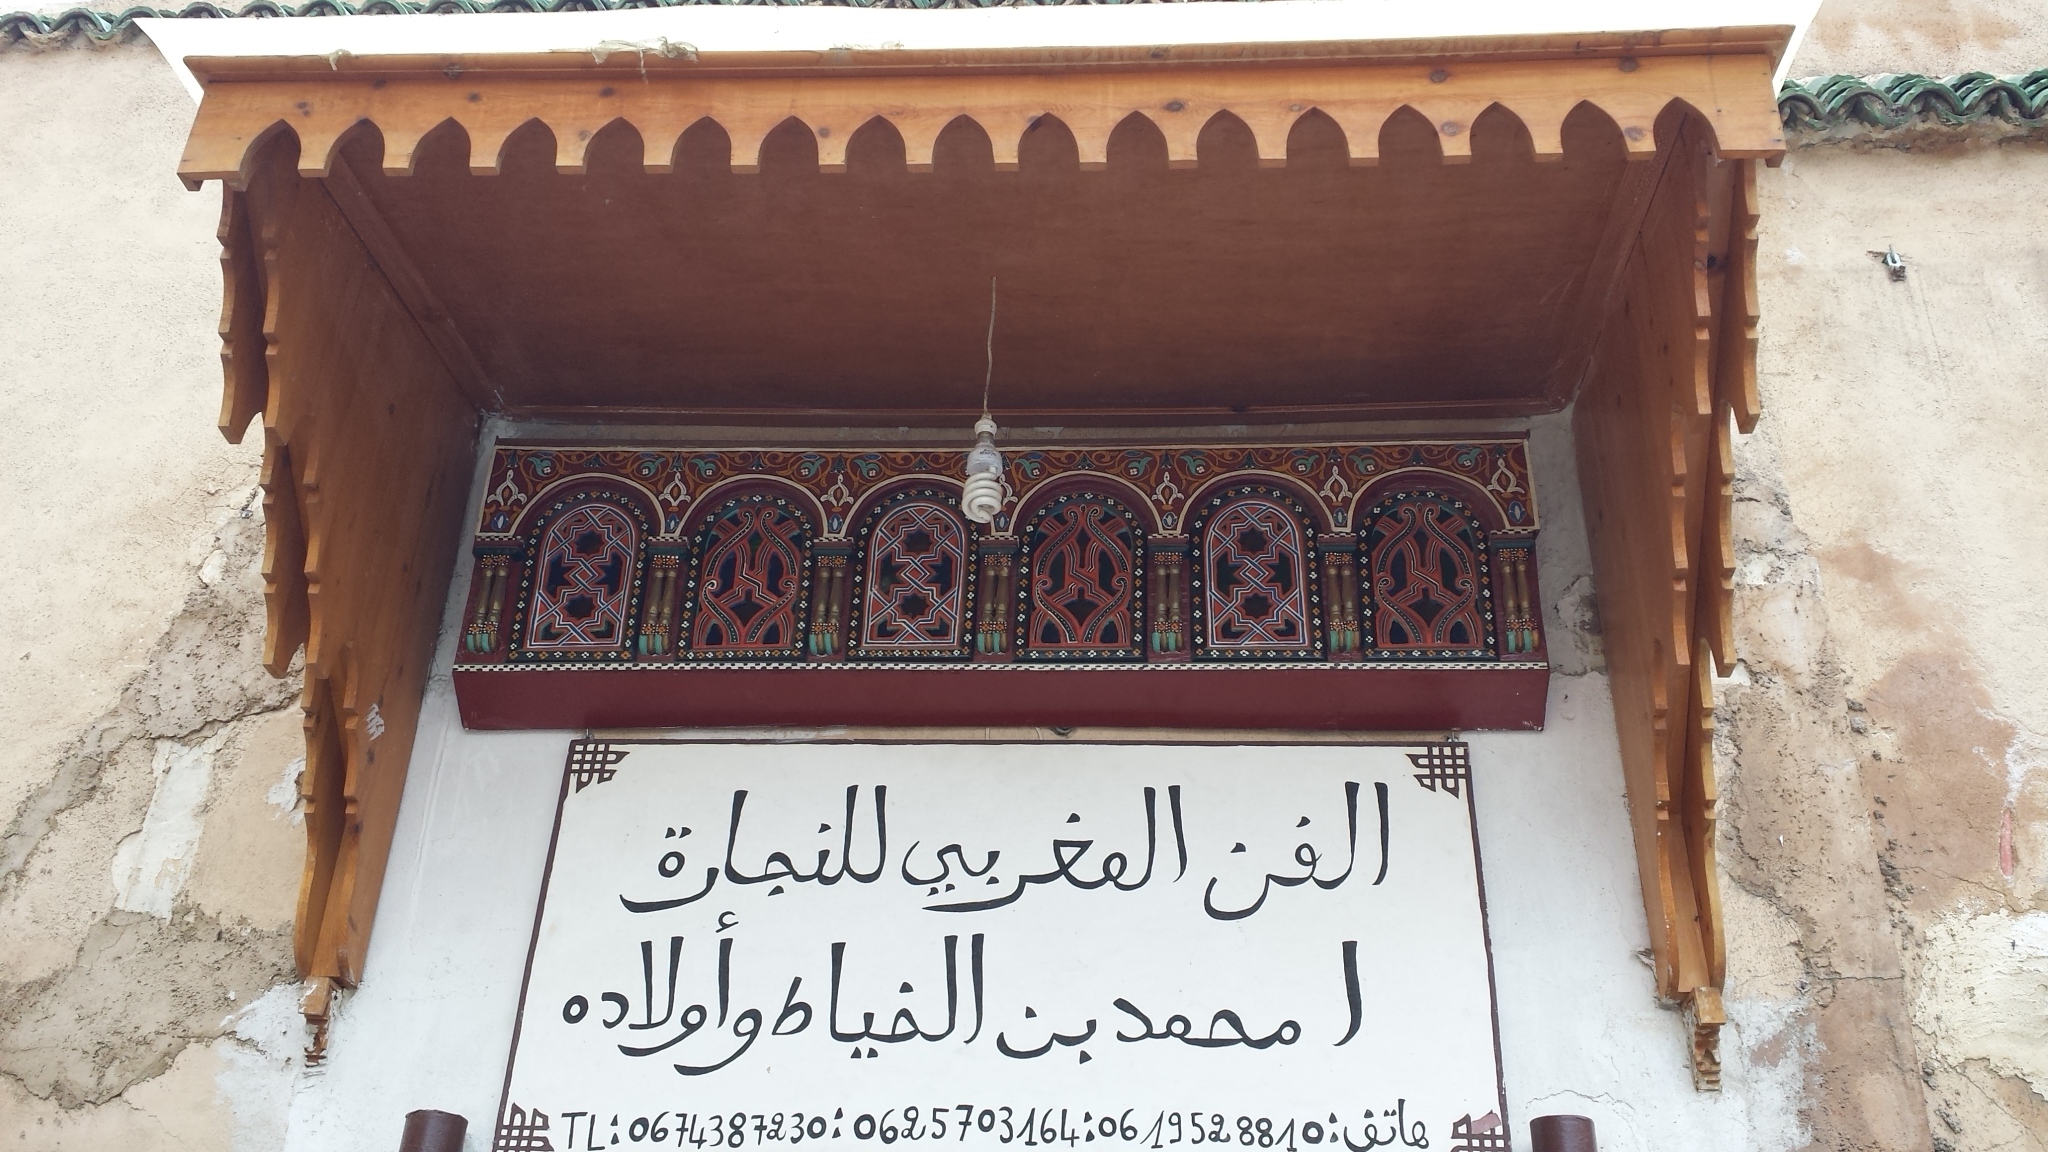 الفن المغربي للنجارة
ا محمد بن الخياط وأولاده
TL: 0674387230: 0625703164: 0619528810: هاتف